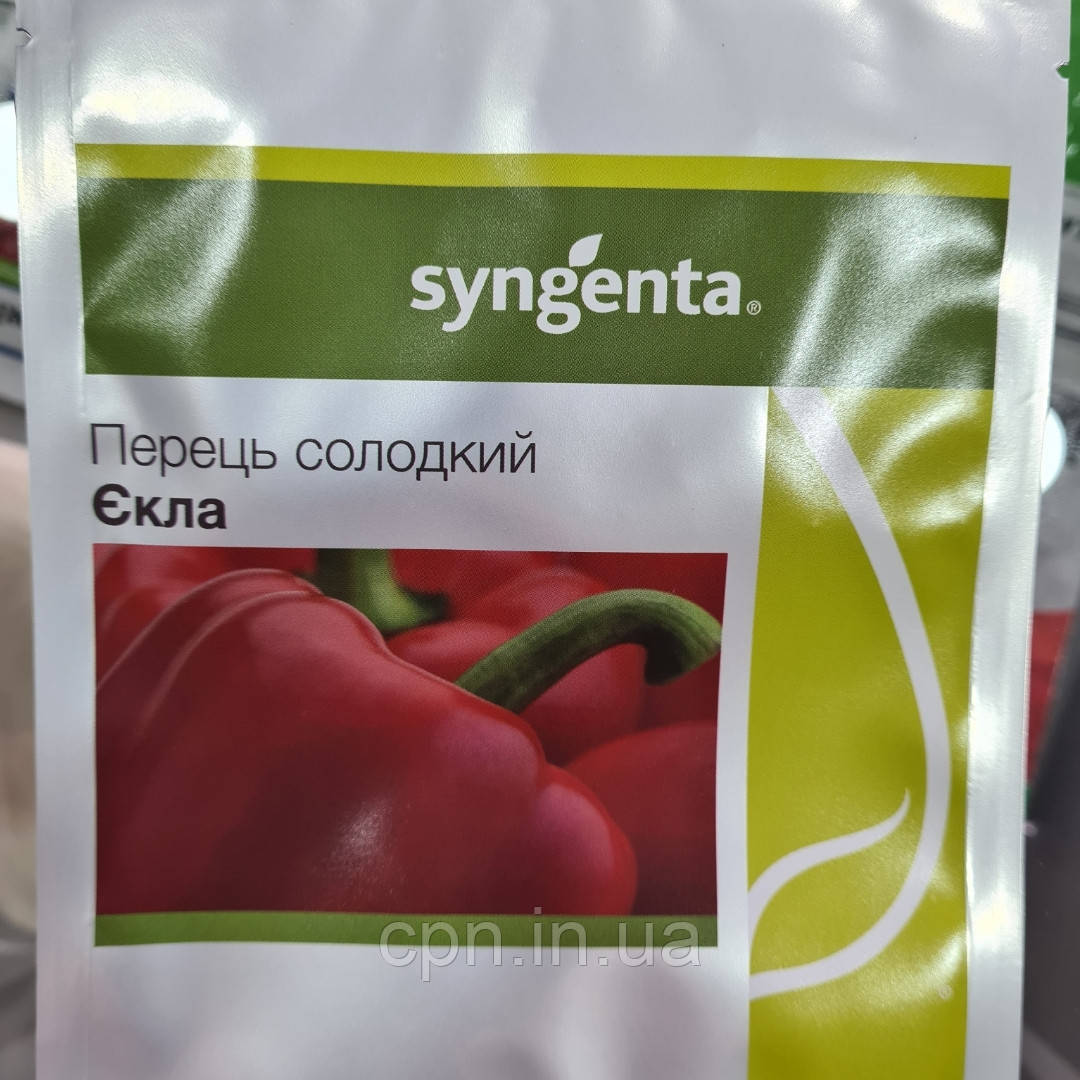 syngenta®
Перець солодкий
Єкла
cpn.in.ua